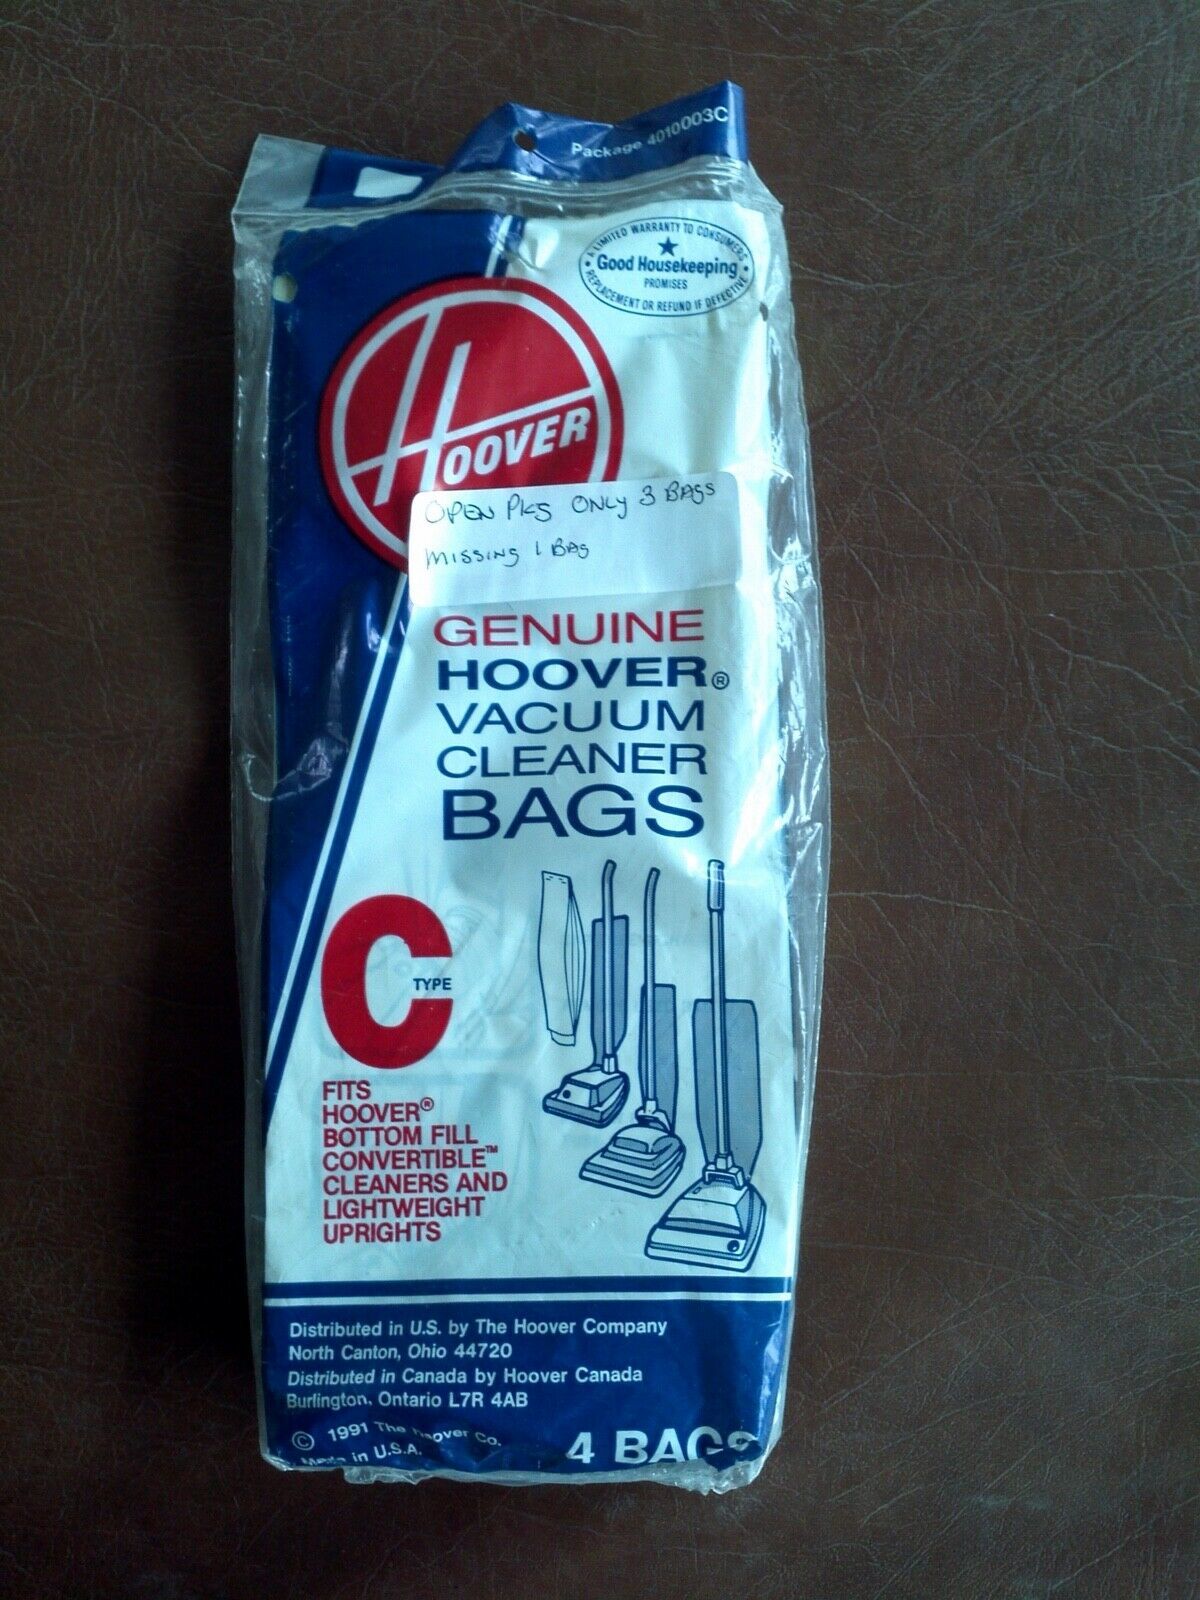 Package 4010003C
A LIMITED WARRANTY TO CONSUMERS
Good Housekeeping
PROMISES
REPLACEMENT OR REFUND IF DEFECTIVE
HOOVER
OPEN PKG ONLY 3 BAGS
MISSING 1 BAG
GENUINE
HOOVER®
VACUUM
CLEANER
BAGS
C
TYPE
FITS
HOOVER®
BOTTOM FILL
CONVERTIBLE™
CLEANERS AND
LIGHTWEIGHT
UPRIGHTS
Distributed in U.S. by The Hoover Company
North Canton, Ohio 44720
Distributed in Canada by Hoover Canada
Burlington, Ontario L7R 4AB
© 1991 The Hoover Co.
Made in U.S.A.
4 BAGS